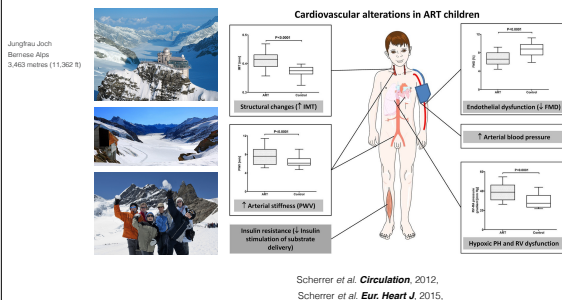 Jungfrau Joch
Bernese Alps
3,463 metres (11,362 ft)
Cardiovascular alterations in ART children
P<0.0001
ART
Control
Structural changes (↑ IMT)
P<0.0001
ART
Control
↑ Arterial stiffness (PWV)
Insulin resistance (↓ Insulin
stimulation of substrate
delivery)
P<0.0001
FMD (%)
ART
Control
Endothelial dysfunction (↓ FMD)
↑ Arterial blood pressure
P<0.0001
ART
Control
Hypoxic PH and RV dysfunction
Scherrer et al. Circulation, 2012,
Scherrer et al. Eur. Heart J, 2015,